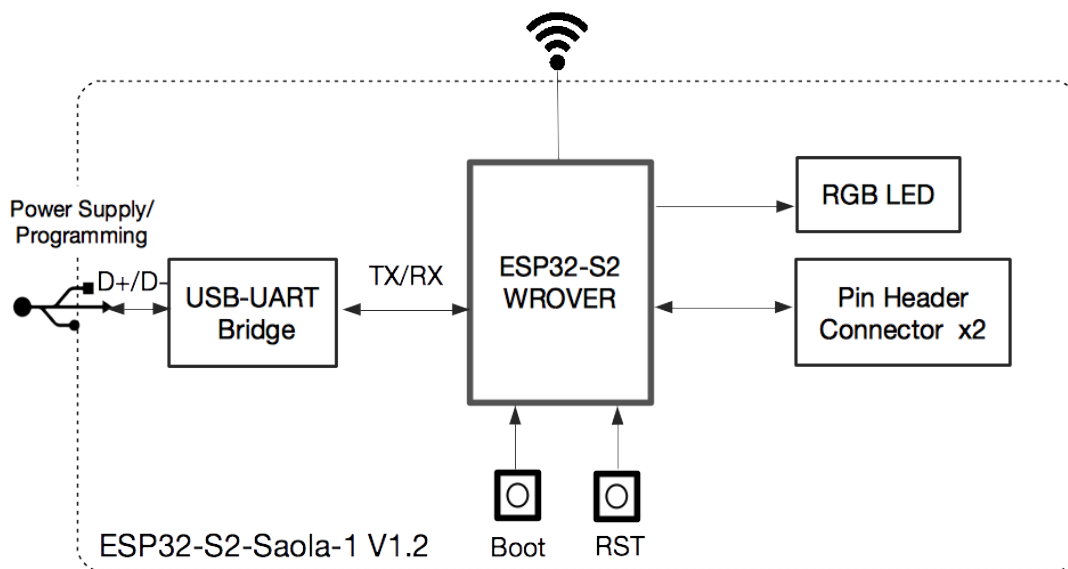 Power Supply/
Programming
D+/D-
USB-UART
Bridge
TX/RX
ESP32-S2
WROVER
RGB LED
Pin Header
Connector x2
Boot
RST
ESP32-S2-Saola-1 V1.2